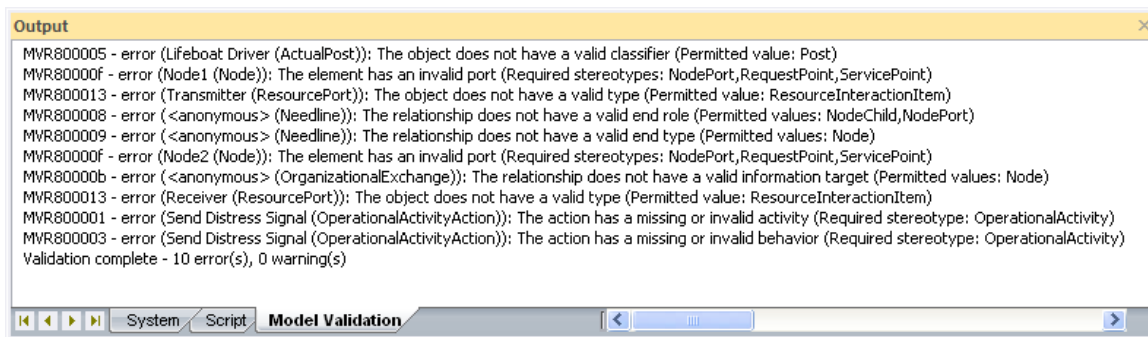 Output
MVR800005 - error (Lifeboat Driver (ActualPost)): The object does not have a valid classifier (Permitted value: Post)
MVR80000f - error (Node1 (Node)): The element has an invalid port (Required stereotypes: NodePort,RequestPoint,ServicePoint)
MVR800013 - error (Transmitter (ResourcePort)): The object does not have a valid type (Permitted value: ResourceInteractionItem)
MVR800008 - error (<anonymous> (Needline)): The relationship does not have a valid end role (Permitted values: NodeChild,NodePort)
MVR800009 - error (<anonymous> (Needline)): The relationship does not have a valid end type (Permitted values: Node)
MVR80000f - error (Node2 (Node)): The element has an invalid port (Required stereotypes: NodePort,RequestPoint,ServicePoint)
MVR80000b - error (<anonymous> (OrganizationalExchange)): The relationship does not have a valid information target (Permitted values: Node)
MVR800013 - error (Receiver (ResourcePort)): The object does not have a valid type (Permitted value: ResourceInteractionItem)
MVR800001 - error (Send Distress Signal (OperationalActivityAction)): The action has a missing or invalid activity (Required stereotype: OperationalActivity)
MVR800003 - error (Send Distress Signal (OperationalActivityAction)): The action has a missing or invalid behavior (Required stereotype: OperationalActivity)
Validation complete - 10 error(s), 0 warning(s)
System Script Model Validation